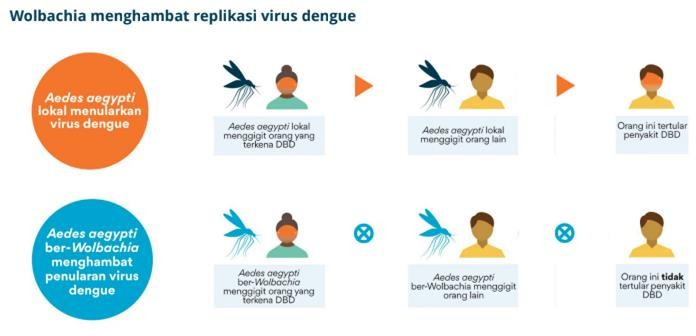 Wolbachia menghambat replikasi virus dengue
Aedes aegypti
lokal menularkan
virus dengue
Aedes aegypti lokal
menggigit orang yang
terkena DBD
Aedes aegypti lokal
menggigit orang lain
Orang ini tertular
penyakit DBD
Aedes aegypti
ber-Wolbachia
menghambat
penularan virus
dengue
Aedes aegypti
ber-Wolbachia
menggigit orang yang
terkena DBD
Aedes aegypti
ber-Wolbachia menggigit
orang lain
Orang ini tidak
tertular penyakit
DBD